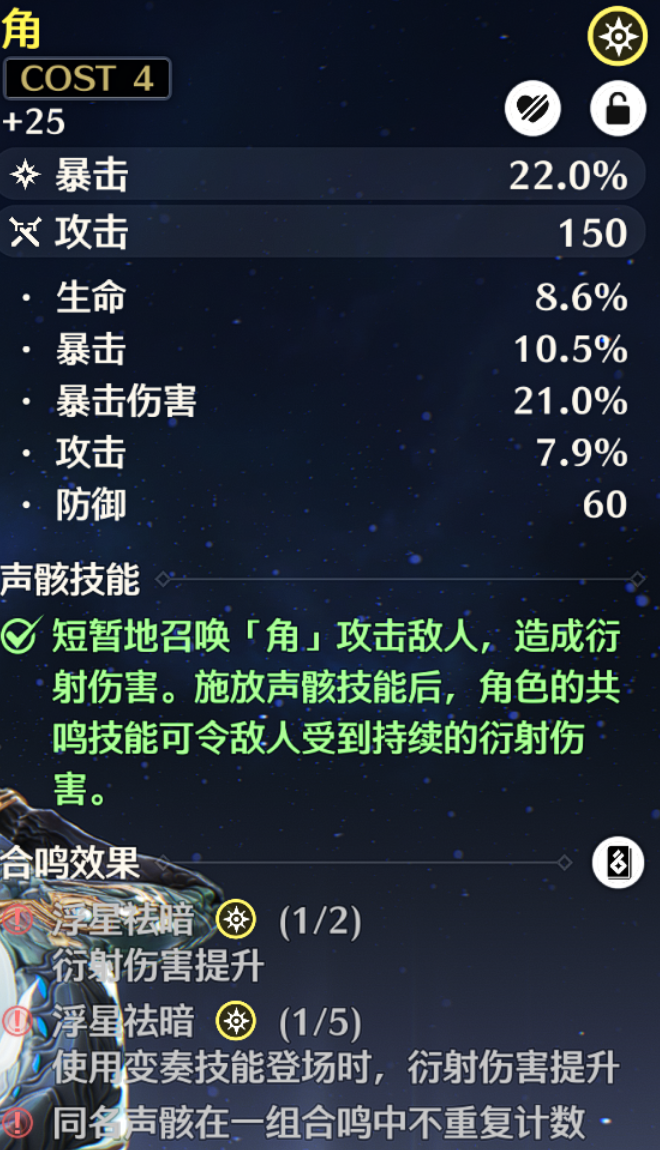 角
COST 4
+25
暴击 22.0%
攻击 150
· 生命 8.6%
· 暴击 10.5%
· 暴击伤害 21.0%
· 攻击 7.9%
· 防御 60
声骸技能
短暂地召唤「角」攻击敌人，造成衍
射伤害。施放声骸技能后，角色的共
鸣技能可令敌人受到持续的衍射伤
害。
合鸣效果
浮星祛暗 (1/2)
衍射伤害提升
浮星祛暗 (1/5)
使用变奏技能登场时，衍射伤害提升
同名声骸在一组合鸣中不重复计数